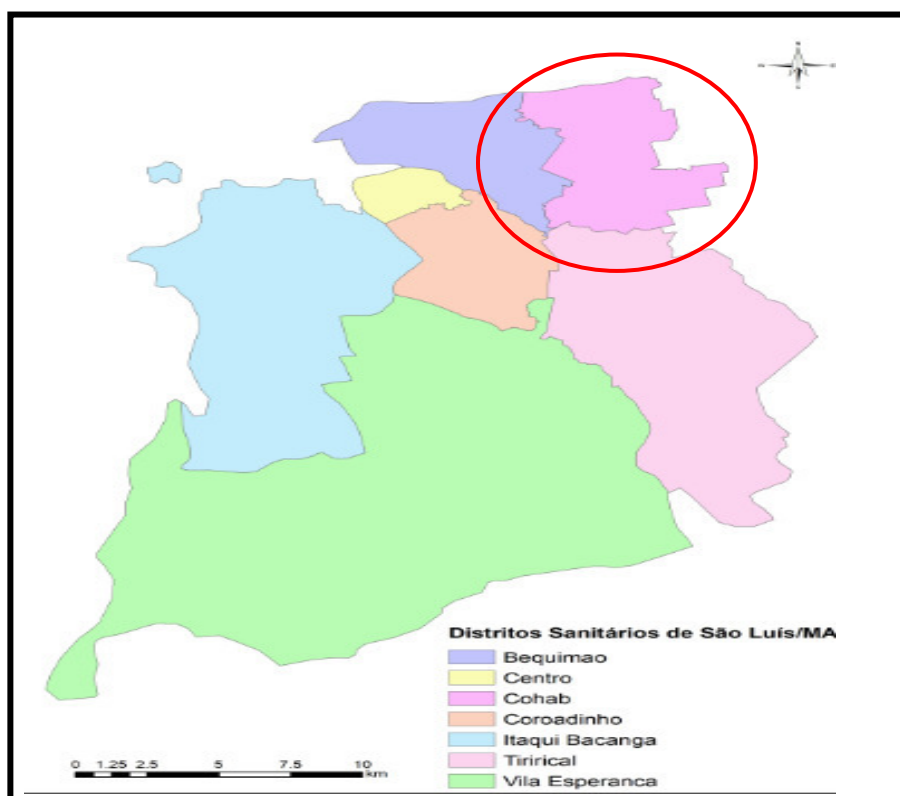 Distritos Sanitários de São Luís/MA
Bequimao
Centro
Cohab
Coroadinho
Itaqui Bacanga
Tirirical
Vila Esperanca
0 1.25 2.5 5 7.5 10
km